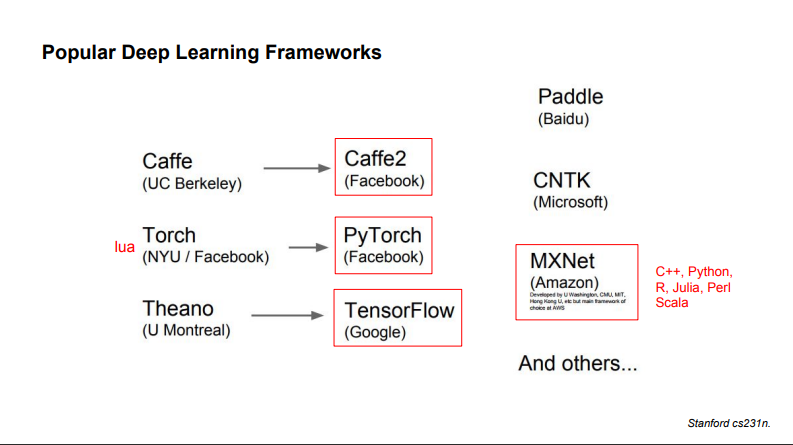 Popular Deep Learning Frameworks
Caffe
(UC Berkeley)
Caffe2
(Facebook)
lua
Torch
(NYU / Facebook)
PyTorch
(Facebook)
Theano
(U Montreal)
TensorFlow
(Google)
Paddle
(Baidu)
CNTK
(Microsoft)
MXNet
(Amazon)
Developed by U Washington, CMU, MIT,
Hong Kong U, etc but main framework of
choice at AWS
C++, Python,
R, Julia, Perl
Scala
And others...
Stanford cs231n.